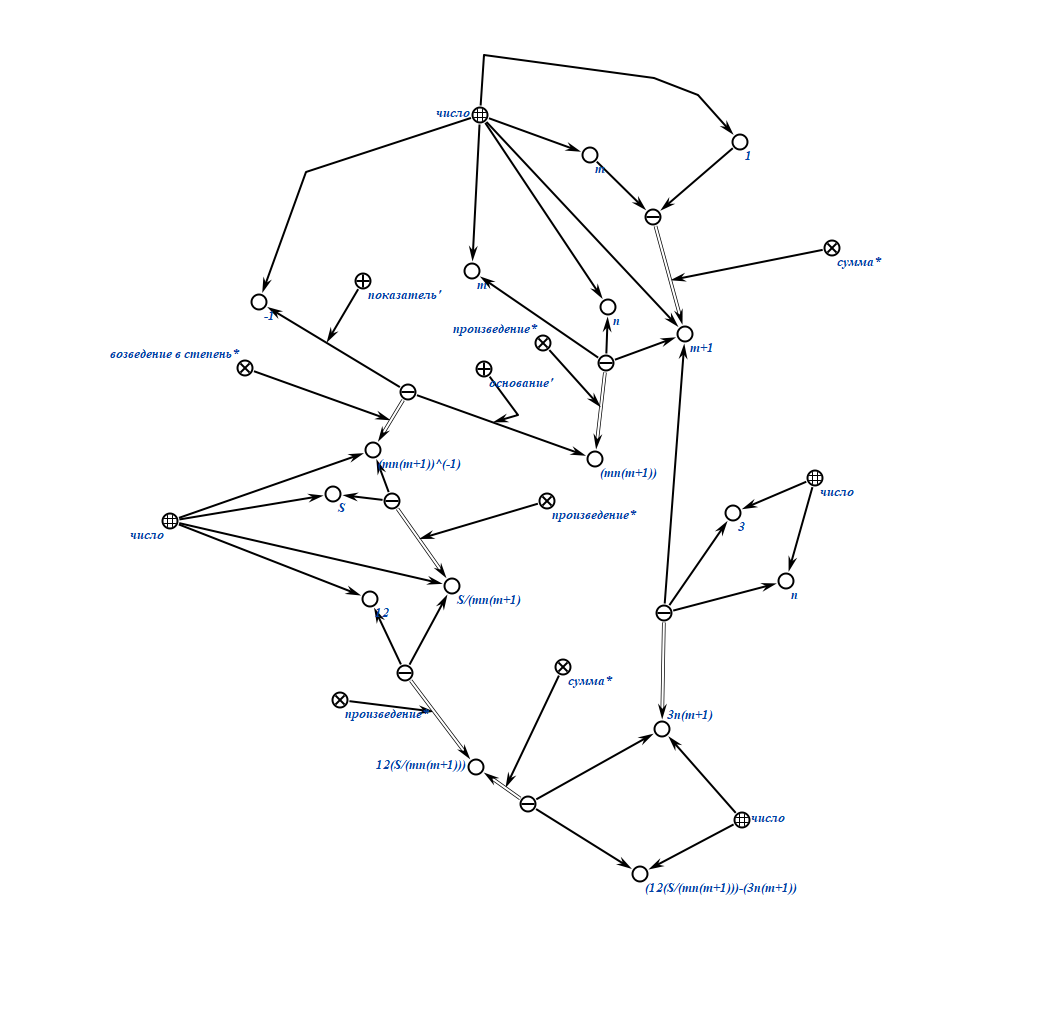 число
m
1
сумма*
m
-1
показатель'
n
произведение*
m+1
возведение в степень*
основание'
(mn(m+1))^(-1)
(mn(m+1))
число
S
произведение*
3
число
n
12
S/(mn(m+1)
сумма*
произведение*
3n(m+1)
12(S/(mn(m+1)))
число
(12(S/(mn(m+1)))-(3n(m+1))